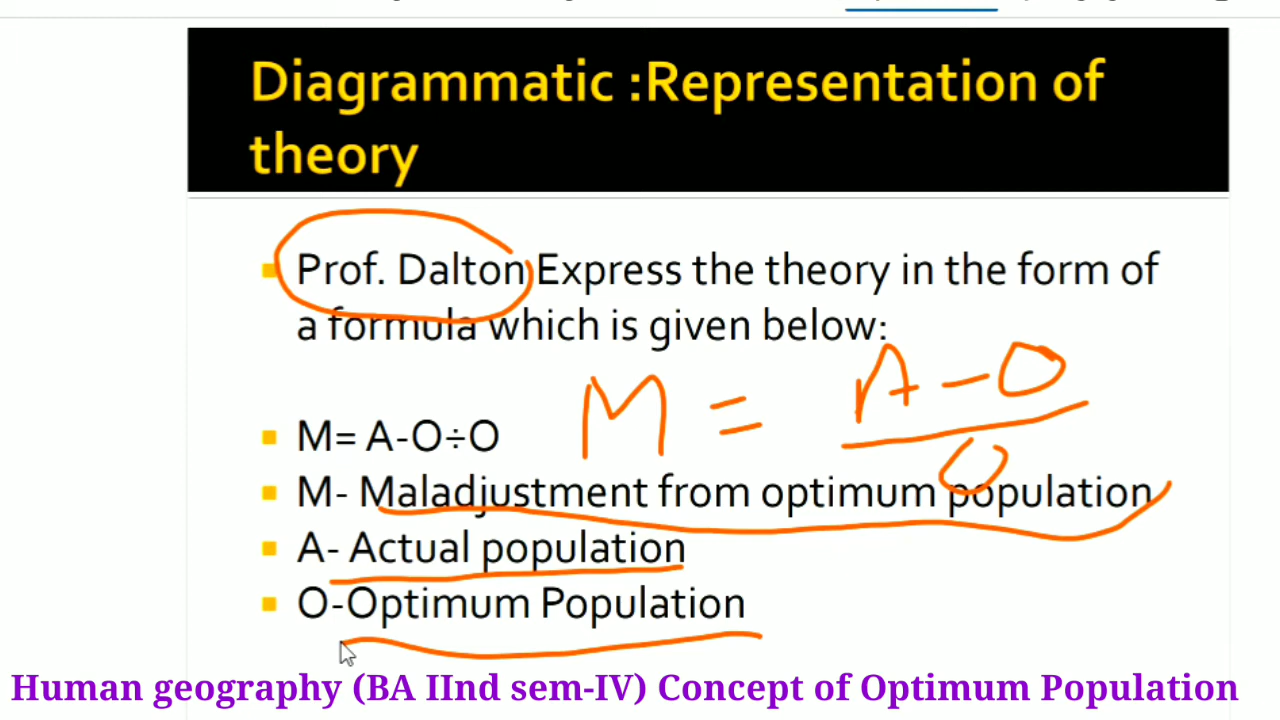 Diagrammatic :Representation of
theory
Prof. Dalton Express the theory in the form of
a formula which is given below:
M = A - O
O
M= A-O÷O
M- Maladjustment from optimum population
A- Actual population
O-Optimum Population
Human geography (BA IInd sem-IV) Concept of Optimum Population